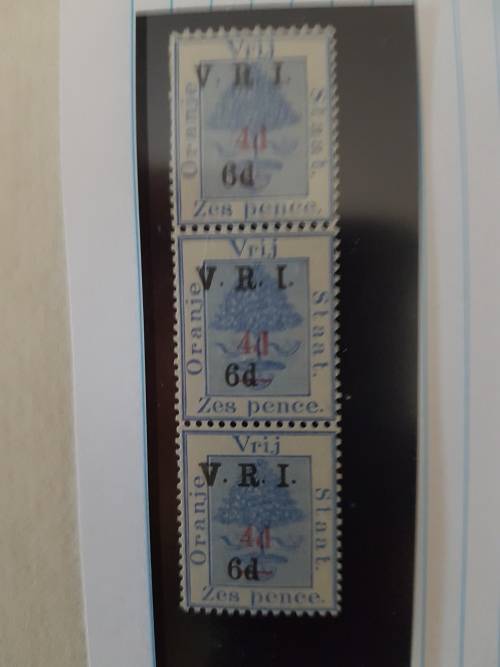 Vrij
V. R. I.
Oranje
Staat.
4d
6d
Zes pence.
Vrij
V. R. I.
Oranje
Staat.
4d
6d
Zes pence.
Vrij
V. R. I.
Oranje
Staat.
4d
6d
Zes pence.